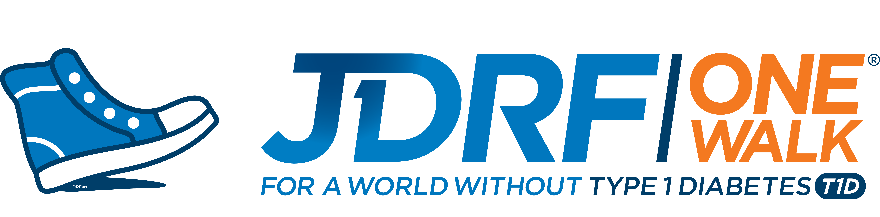 JDRF ONE WALK®
FOR A WORLD WITHOUT TYPE 1 DIABETES T1D